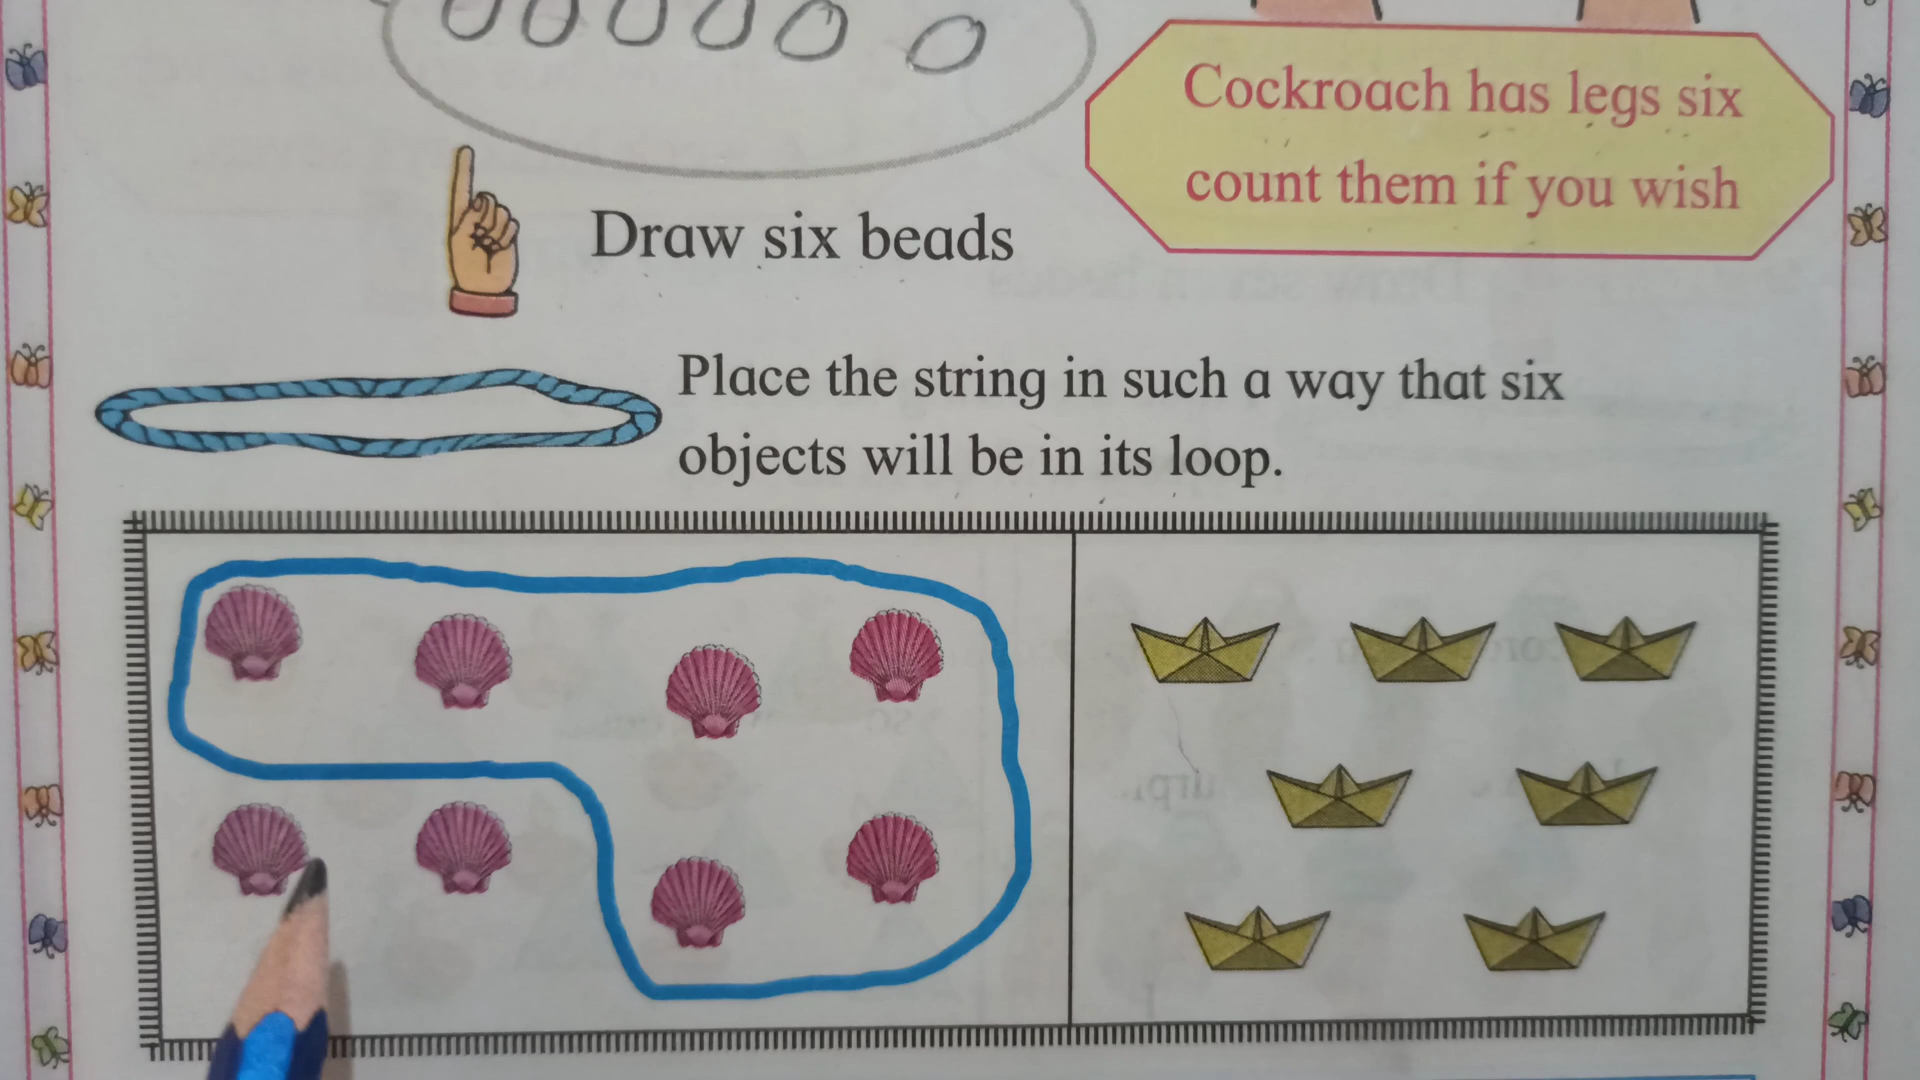 Cockroach has legs six
count them if you wish
Draw six beads
Place the string in such a way that six
objects will be in its loop.